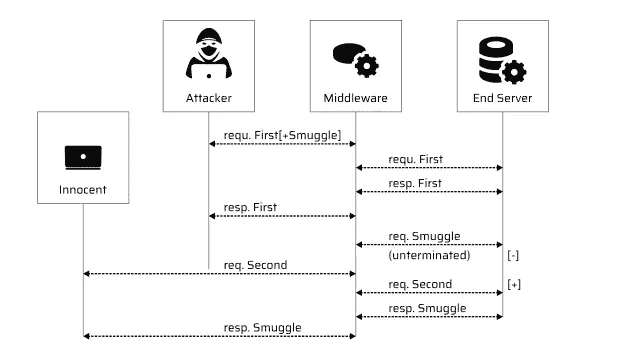 Attacker
Middleware
End Server
Innocent
requ. First[+Smuggle]
requ. First
resp. First
resp. First
req. Smuggle
(unterminated)
[-]
req. Second
req. Second
[+]
resp. Smuggle
resp. Smuggle